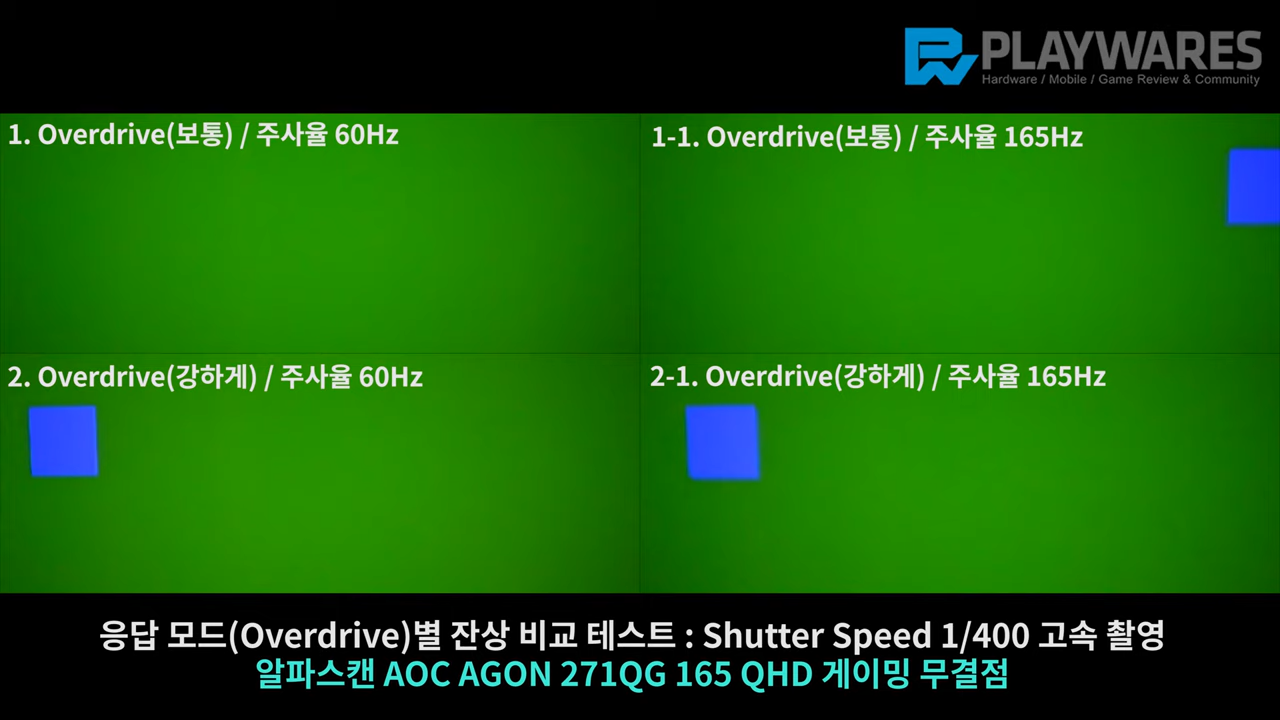 PLAYWARES
Hardware / Mobile / Game Review & Community
1. Overdrive(보통) / 주사율 60Hz
1-1. Overdrive(보통) / 주사율 165Hz
2. Overdrive(강하게) / 주사율 60Hz
2-1. Overdrive(강하게) / 주사율 165Hz
응답 모드(Overdrive)별 잔상 비교 테스트 : Shutter Speed 1/400 고속 촬영
알파스캔 AOC AGON 271QG 165 QHD 게이밍 무결점